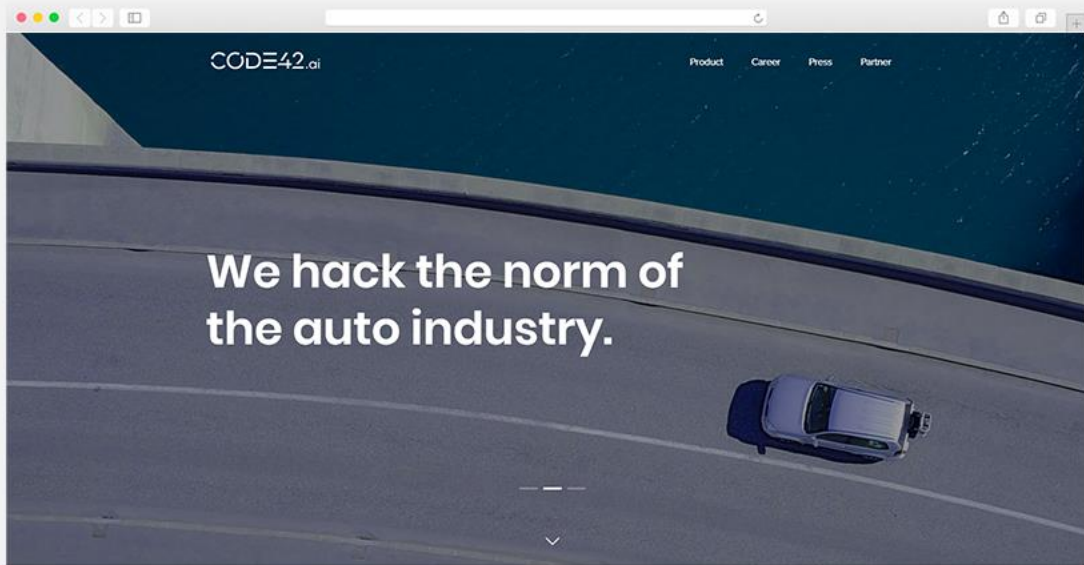 CODE42.ai
Product Career Press Partner
We hack the norm of
the auto industry.